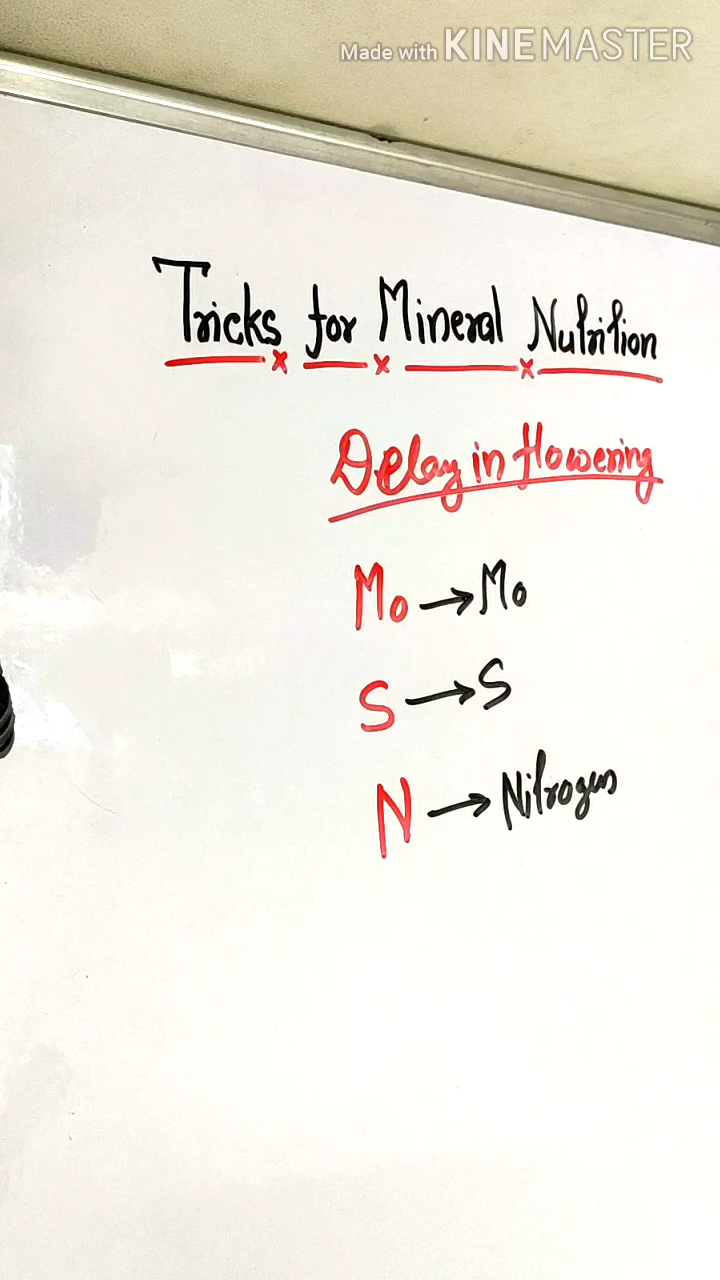 Made with KINEMASTER
Tricks for Mineral Nutrition
Delay in flowering
Mo → Mo
S → S
N → Nitrogen